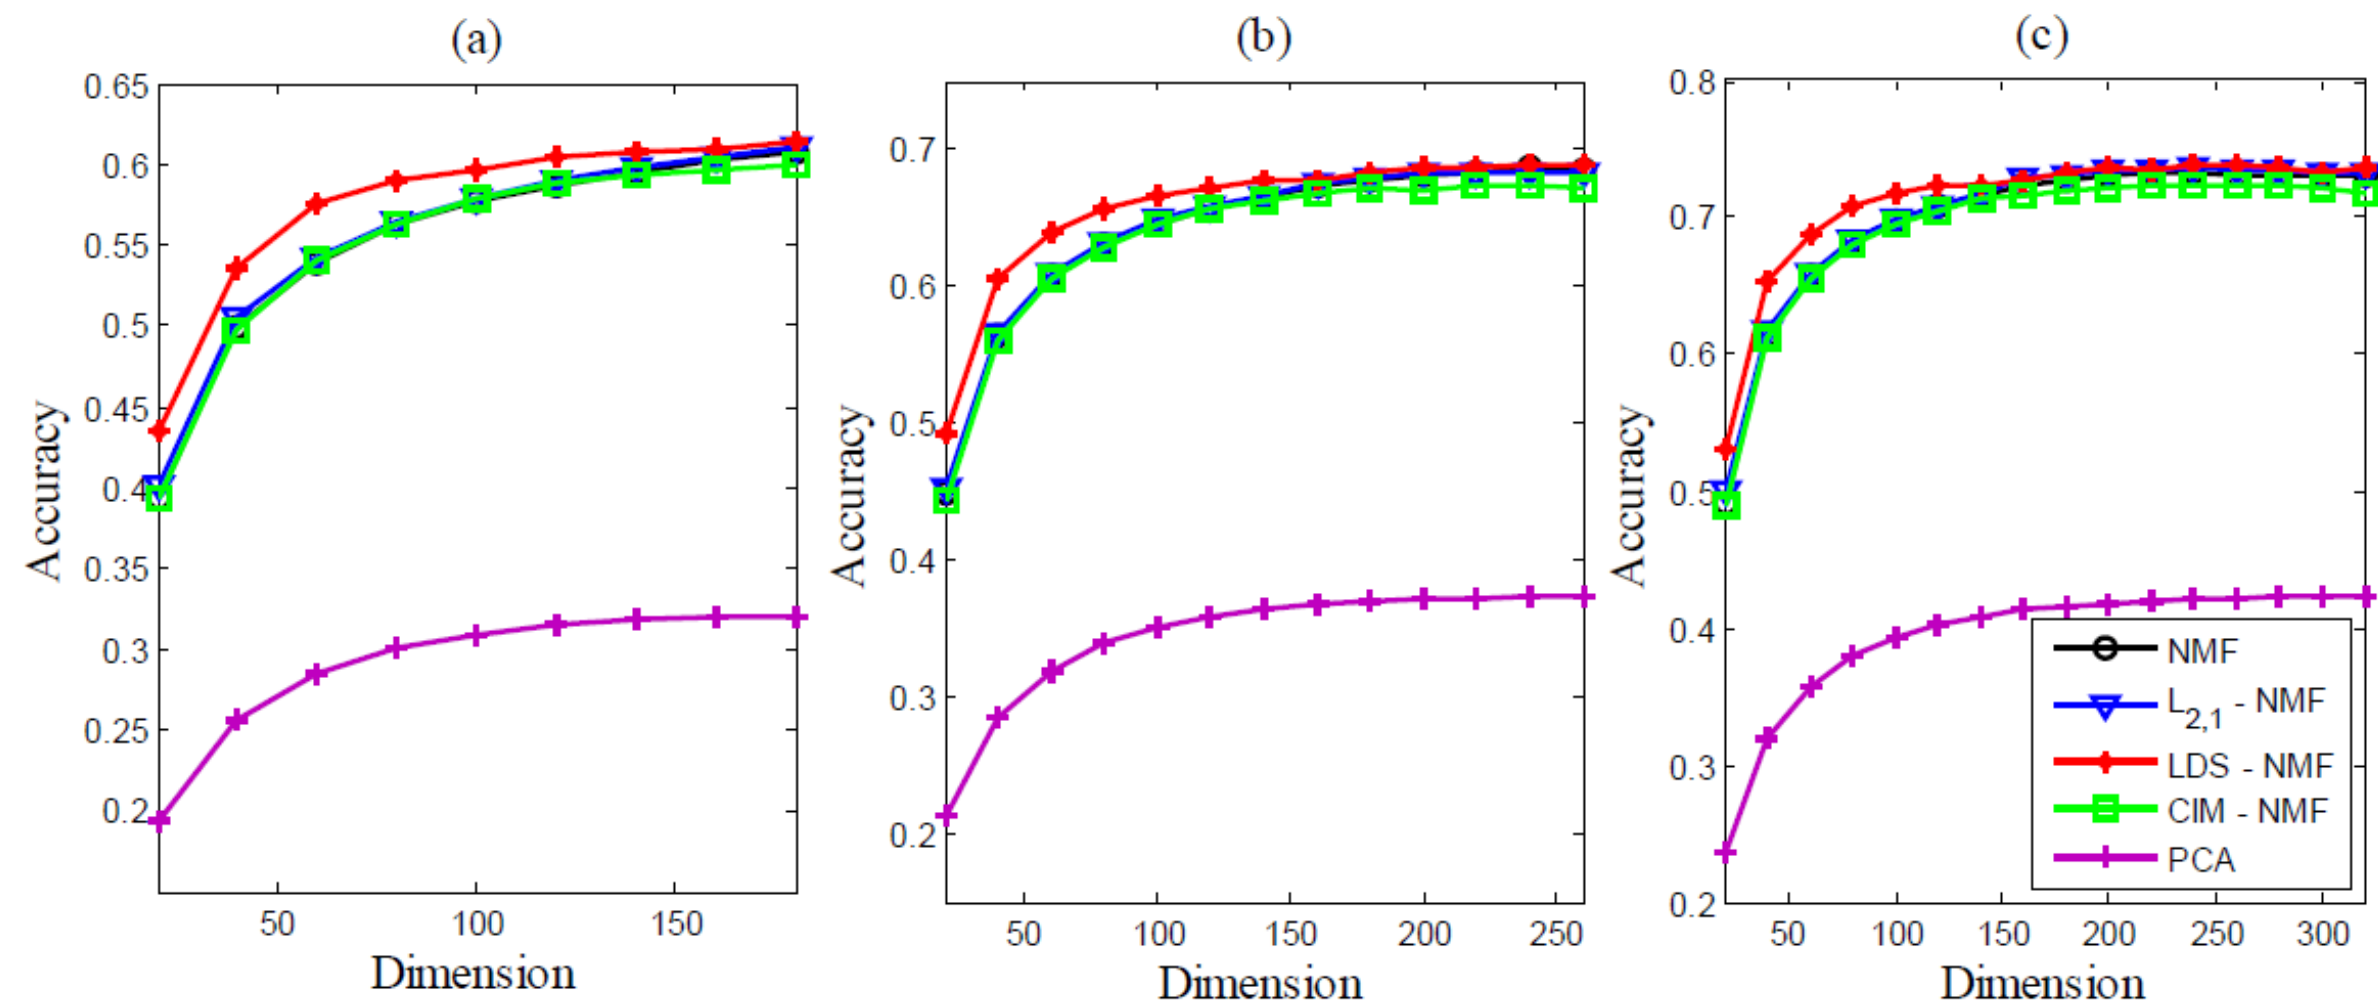 (a)
0.65
0.6
0.55
0.5
0.45
0.4
0.35
0.3
0.25
0.2
50 100 150
Accuracy
Dimension
(b)
0.7
0.6
0.5
0.4
0.3
0.2
50 100 150 200 250
Accuracy
Dimension
(c)
0.8
0.7
0.6
0.5
0.4
0.3
0.2
50 100 150 200 250 300
Accuracy
Dimension
NMF
L2,1 - NMF
LDS - NMF
CIM - NMF
PCA